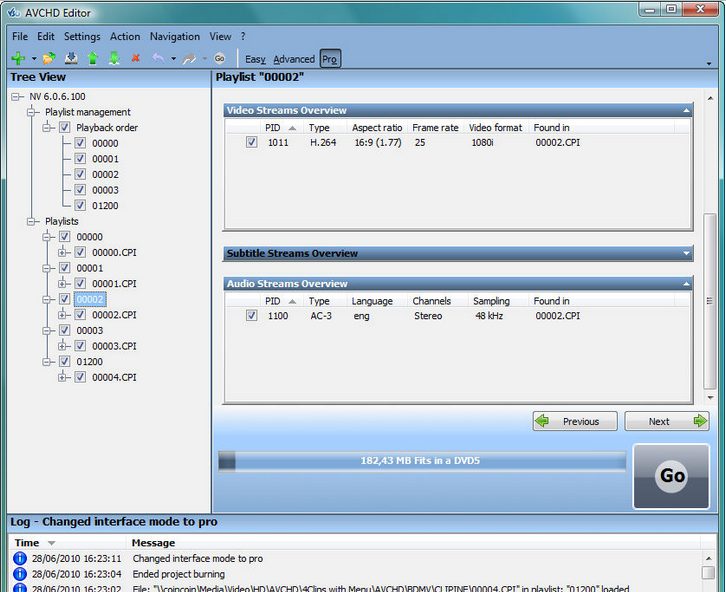 AVCHD Editor
File Edit Settings Action Navigation View ?
Go Easy Advanced Pro
Tree View
NV 6.0.6.100
Playlist management
Playback order
00000
00001
00002
00003
01200
Playlists
00000
00000.CPI
00001
00001.CPI
00002
00002.CPI
00003
00003.CPI
01200
00004.CPI
Playlist "00002"
Video Streams Overview
PID Type Aspect ratio Frame rate Video format Found in
1011 H.264 16:9 (1.77) 25 1080i 00002.CPI
Subtitle Streams Overview
Audio Streams Overview
PID Type Language Channels Sampling Found in
1100 AC-3 eng Stereo 48 kHz 00002.CPI
Previous Next
182,43 MB Fits in a DVD5
Go
Log - Changed interface mode to pro
Time Message
28/06/2010 16:23:11 Changed interface mode to pro
28/06/2010 16:23:04 Ended project burning
28/06/2010 16:23:02 File: "\\coincoin\Media\Video\HD\AVCHD\4Clips with Menu\AVCHD\BDMV\CLIPINF\00004.CPI" in playlist: "01200" loaded